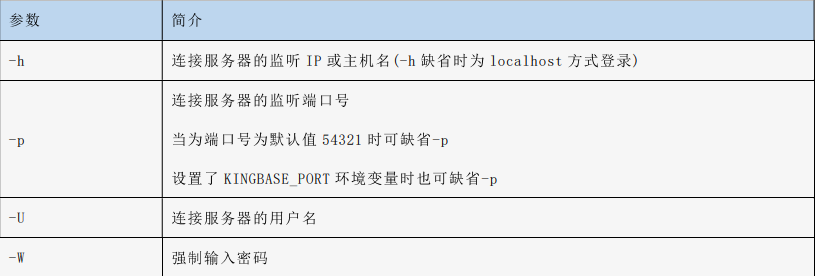 参数 简介
-h 连接服务器的监听 IP 或主机名(-h 缺省时为 localhost 方式登录)
连接服务器的监听端口号
-p 当为端口号为默认值 54321 时可缺省-p
设置了 KINGBASE_PORT 环境变量时也可缺省-p
-U 连接服务器的用户名
-W 强制输入密码